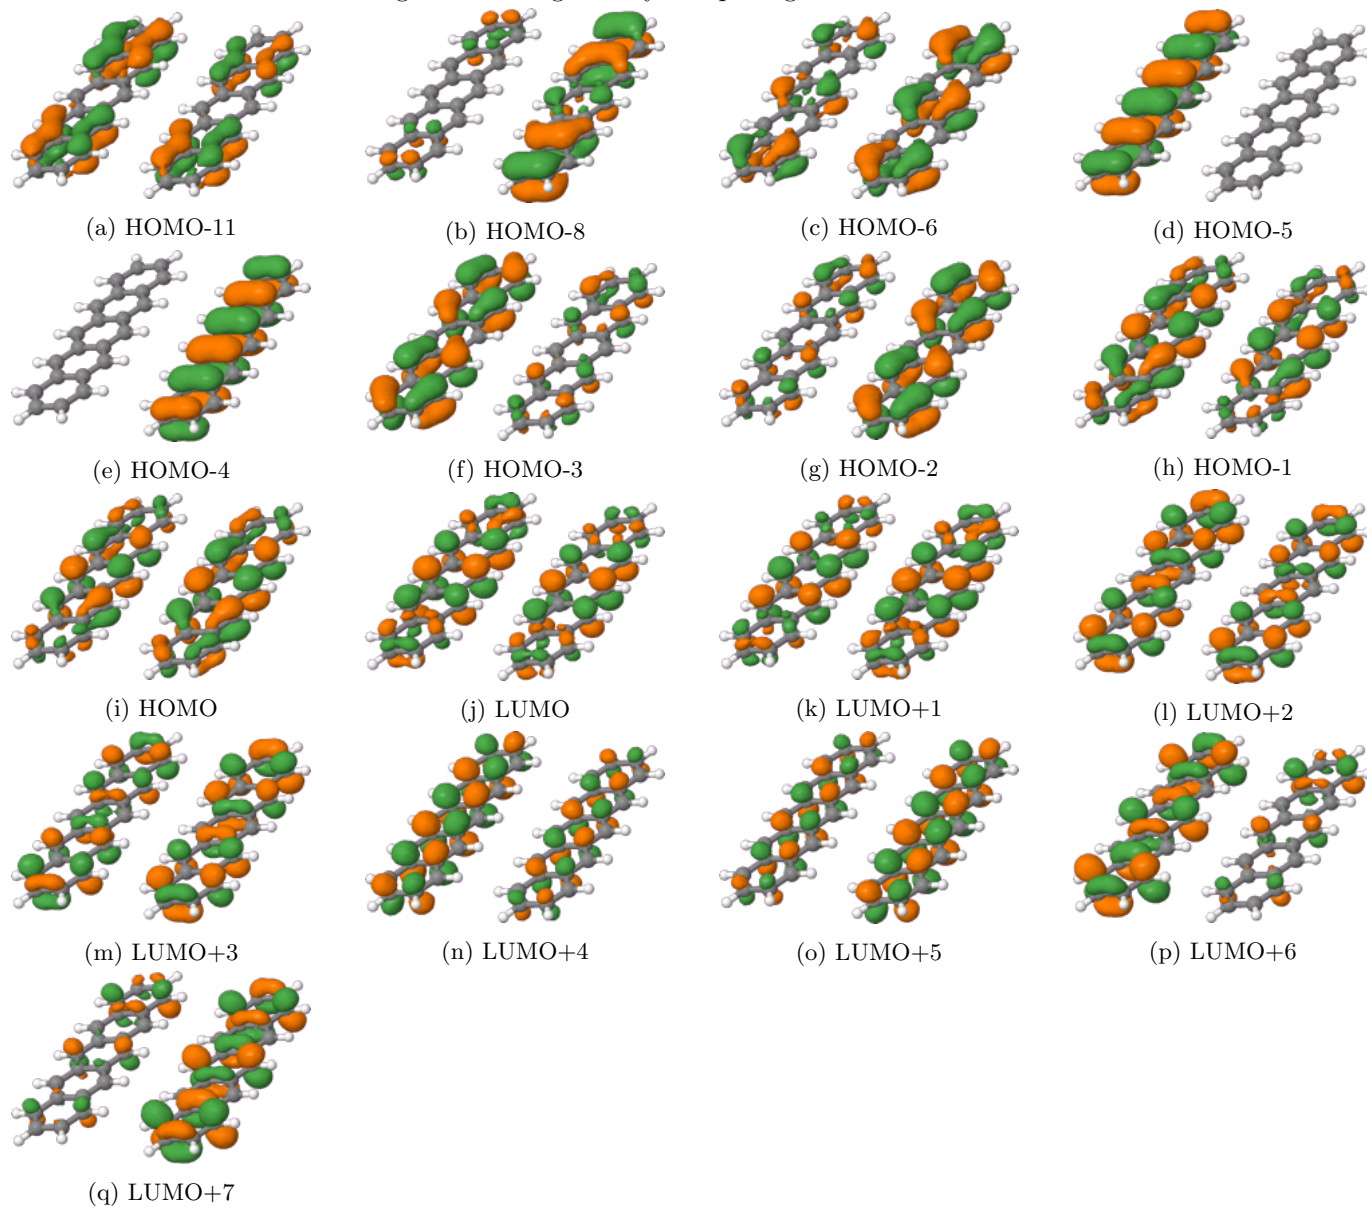 (a) HOMO-11
(b) HOMO-8
(c) HOMO-6
(d) HOMO-5
(e) HOMO-4
(f) HOMO-3
(g) HOMO-2
(h) HOMO-1
(i) HOMO
(j) LUMO
(k) LUMO+1
(l) LUMO+2
(m) LUMO+3
(n) LUMO+4
(o) LUMO+5
(p) LUMO+6
(q) LUMO+7